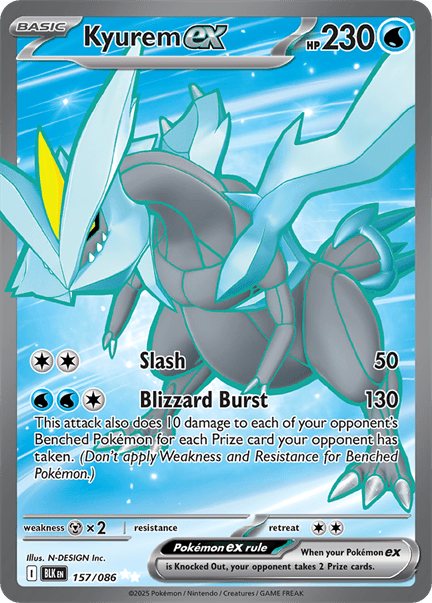 BASIC
Kyurem ex
HP 230
Slash 50
Blizzard Burst 130
This attack also does 10 damage to each of your opponent's
Benched Pokémon for each Prize card your opponent has
taken. (Don't apply Weakness and Resistance for Benched
Pokémon.)
weakness ×2 resistance retreat
Illus. N-DESIGN Inc.
Pokémon ex rule
When your Pokémon ex
is Knocked Out, your opponent takes 2 Prize cards.
I BLK EN 157/086
©2025 Pokémon / Nintendo / Creatures / GAME FREAK